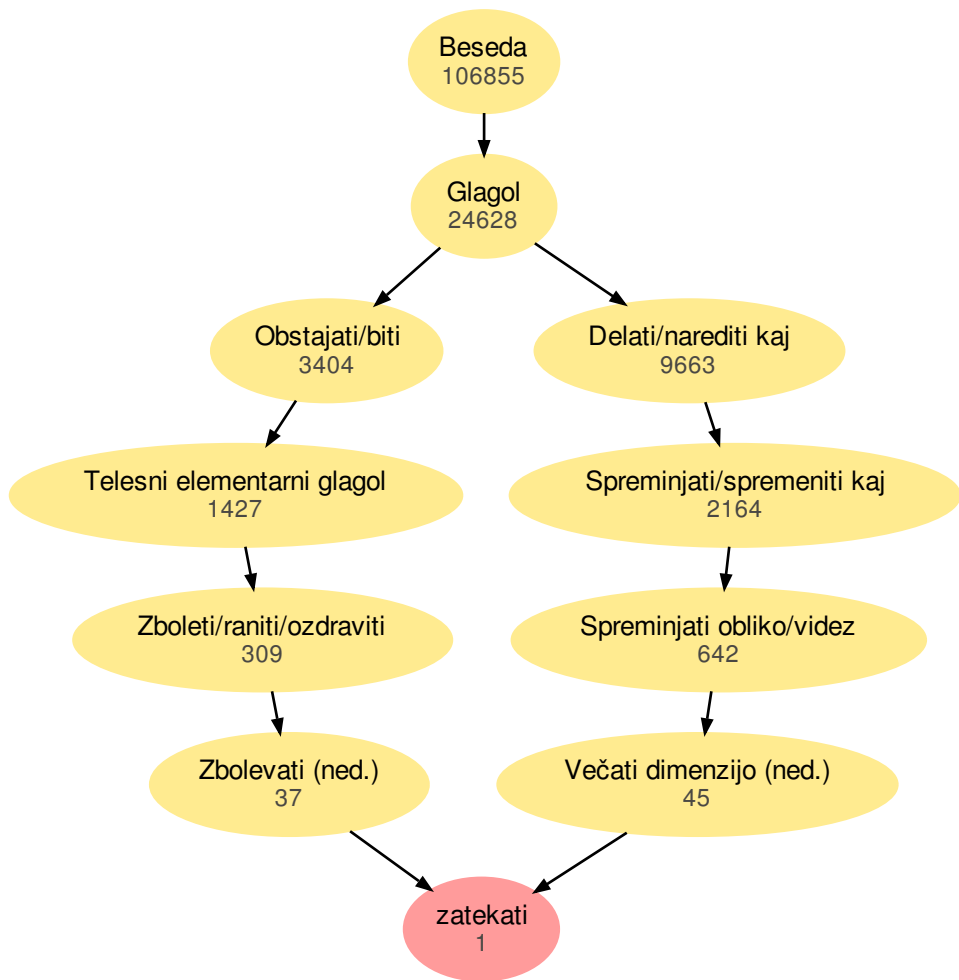 Beseda
106855
Glagol
24628
Obstajati/biti
3404
Delati/narediti kaj
9663
Telesni elementarni glagol
1427
Spreminjati/spremeniti kaj
2164
Zboleti/raniti/ozdraviti
309
Spreminjati obliko/videz
642
Zbolevati (ned.)
37
Večati dimenzijo (ned.)
45
zatekati
1